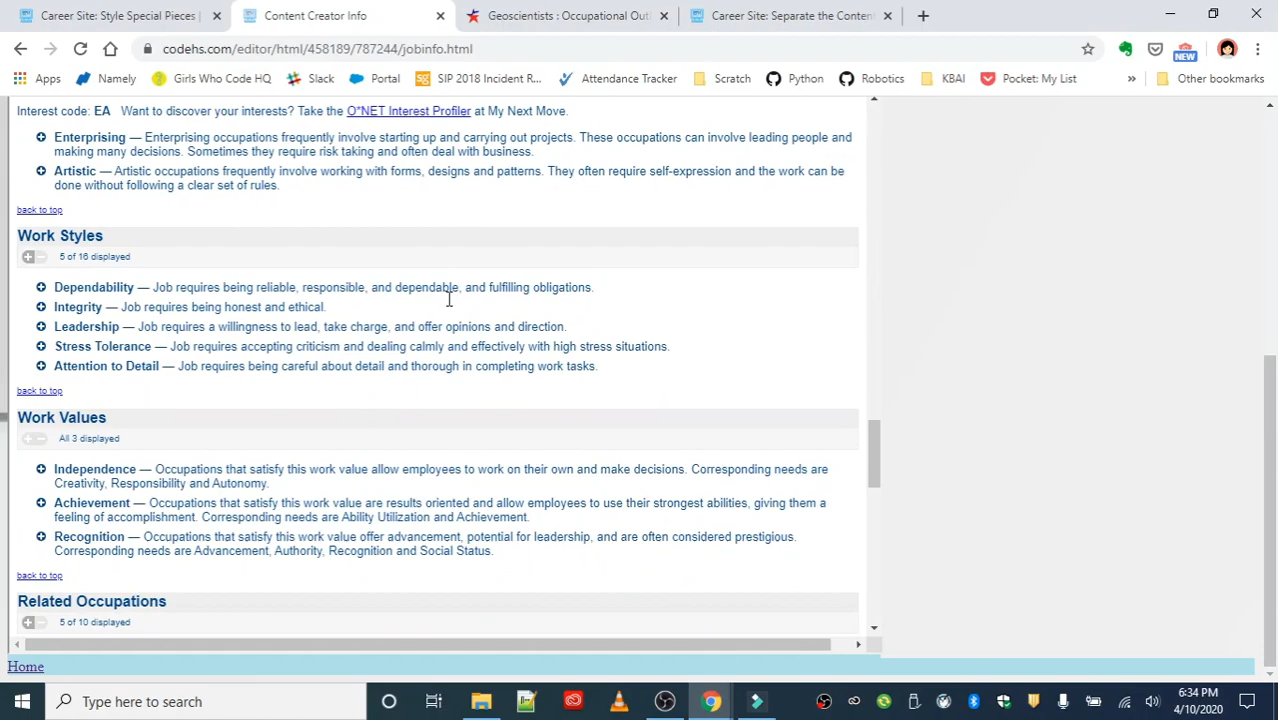 Career Site: Style Special Pieces |
Content Creator Info
Geoscientists : Occupational Out
Career Site: Separate the Conten
codehs.com/editor/html/458189/787244/jobinfo.html
NEW
Apps
Namely
Girls Who Code HQ
Slack
Portal
SIP 2018 Incident R...
Attendance Tracker
Scratch
Python
Robotics
KBAI
Pocket: My List
»
Other bookmarks
Interest code: EA Want to discover your interests? Take the O*NET Interest Profiler at My Next Move.
Enterprising — Enterprising occupations frequently involve starting up and carrying out projects. These occupations can involve leading people and
making many decisions. Sometimes they require risk taking and often deal with business.
Artistic — Artistic occupations frequently involve working with forms, designs and patterns. They often require self-expression and the work can be
done without following a clear set of rules.
back to top
Work Styles
5 of 16 displayed
Dependability — Job requires being reliable, responsible, and dependable, and fulfilling obligations.
Integrity — Job requires being honest and ethical.
Leadership — Job requires a willingness to lead, take charge, and offer opinions and direction.
Stress Tolerance — Job requires accepting criticism and dealing calmly and effectively with high stress situations.
Attention to Detail — Job requires being careful about detail and thorough in completing work tasks.
back to top
Work Values
All 3 displayed
Independence — Occupations that satisfy this work value allow employees to work on their own and make decisions. Corresponding needs are
Creativity, Responsibility and Autonomy.
Achievement — Occupations that satisfy this work value are results oriented and allow employees to use their strongest abilities, giving them a
feeling of accomplishment. Corresponding needs are Ability Utilization and Achievement.
Recognition — Occupations that satisfy this work value offer advancement, potential for leadership, and are often considered prestigious.
Corresponding needs are Advancement, Authority, Recognition and Social Status.
back to top
Related Occupations
5 of 10 displayed
Home
Type here to search
6:34 PM
4/10/2020